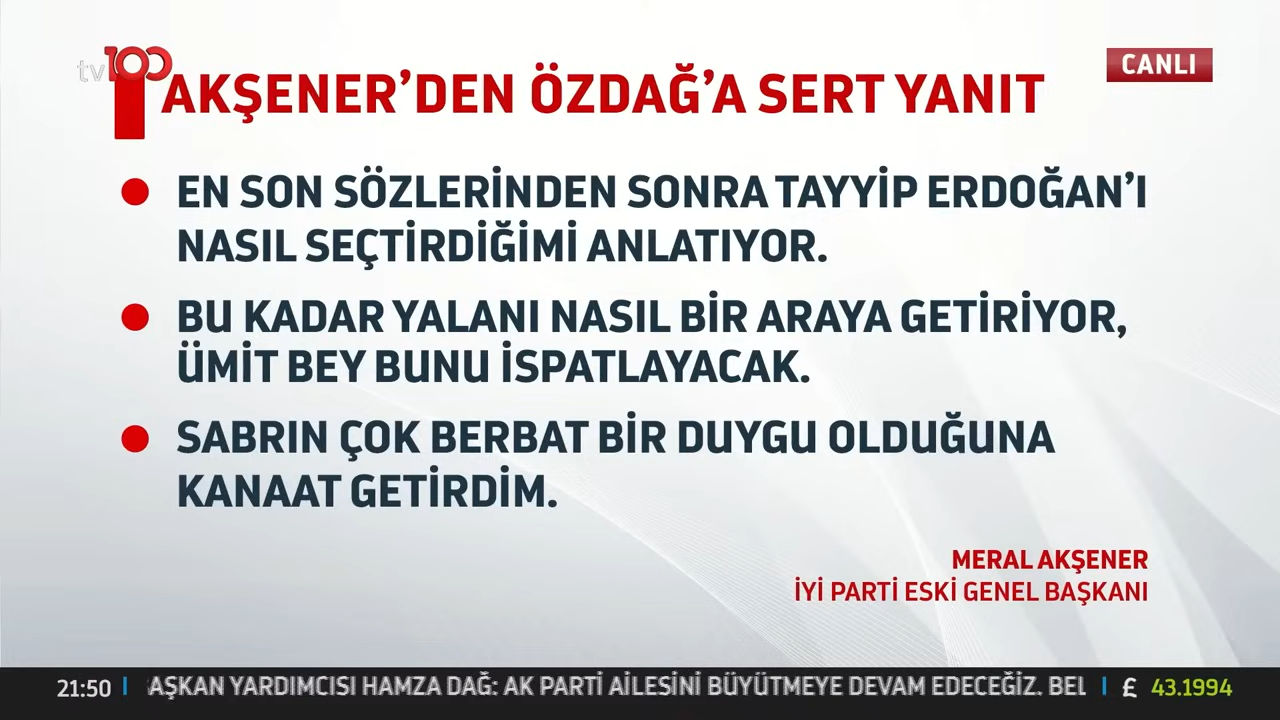 tv100
CANLI
AKŞENER’DEN ÖZDAĞ’A SERT YANIT
EN SON SÖZLERİNDEN SONRA TAYYİP ERDOĞAN’I
NASIL SEÇTİRDİĞİMİ ANLATIYOR.
BU KADAR YALANI NASIL BİR ARAYA GETİRİYOR,
ÜMİT BEY BUNU İSPATLAYACAK.
SABRIN ÇOK BERBAT BİR DUYGU OLDUĞUNA
KANAAT GETİRDİM.
MERAL AKŞENER
İYİ PARTİ ESKİ GENEL BAŞKANI
21:50 AŞKAN YARDIMCISI HAMZA DAĞ: AK PARTİ AİLESİNİ BÜYÜTMEYE DEVAM EDECEĞİZ. BEL £ 43.1994